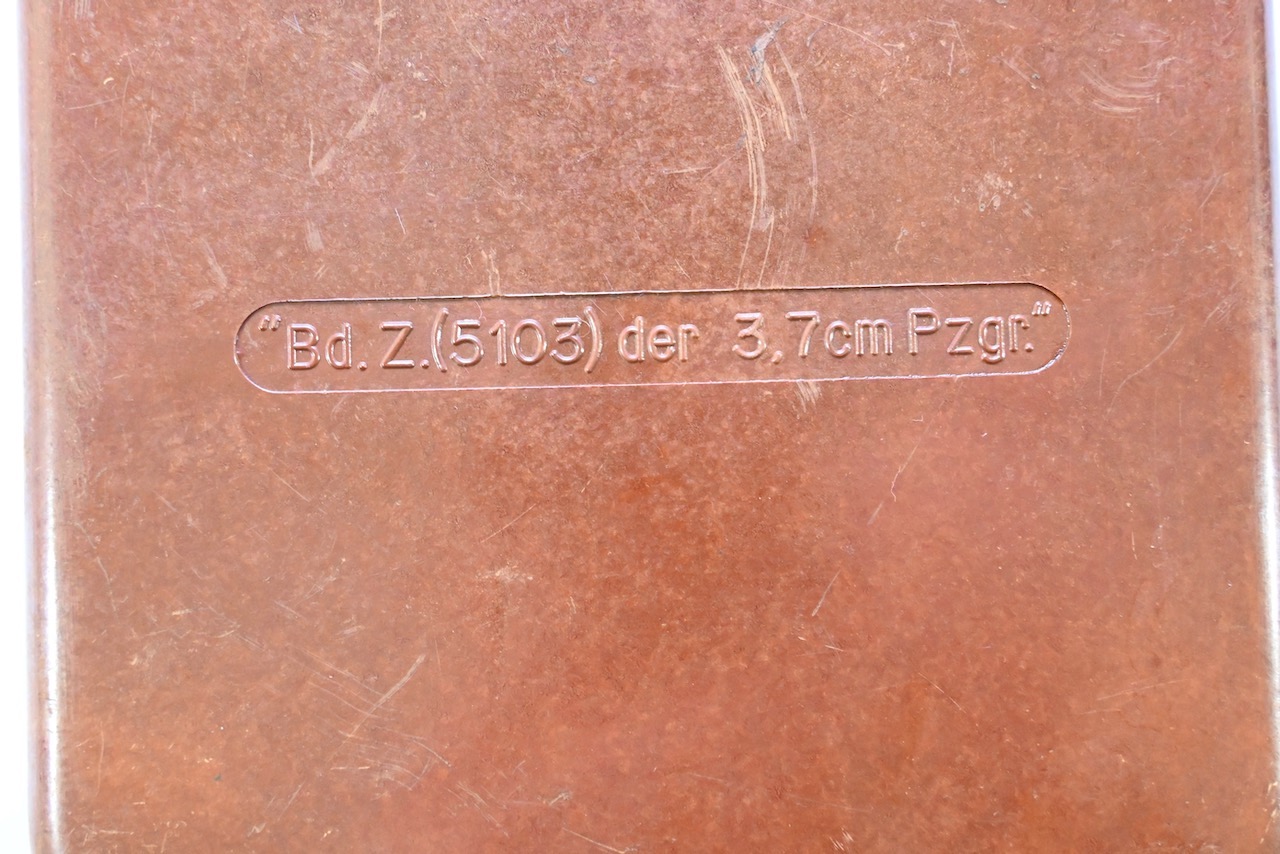 "Bd. Z.(5103) der 3,7cm Pzgr."